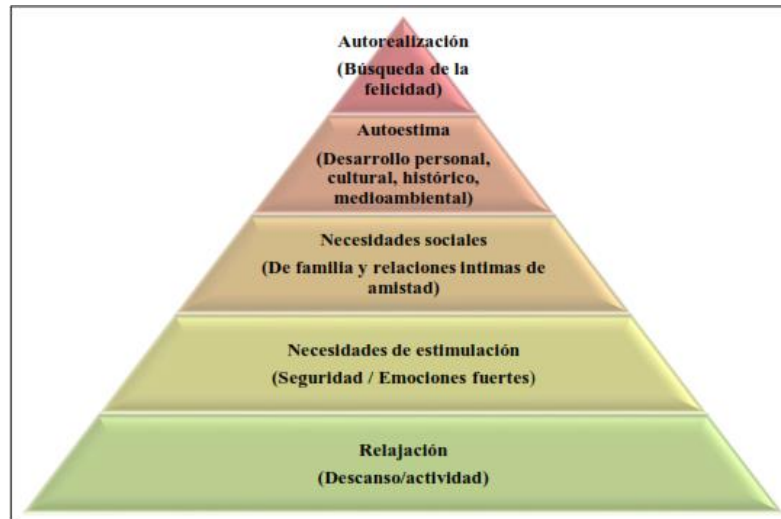 Autorealización
(Búsqueda de la
felicidad)
Autoestima
(Desarrollo personal,
cultural, histórico,
medioambiental)
Necesidades sociales
(De familia y relaciones intimas de
amistad)
Necesidades de estimulación
(Seguridad / Emociones fuertes)
Relajación
(Descanso/actividad)